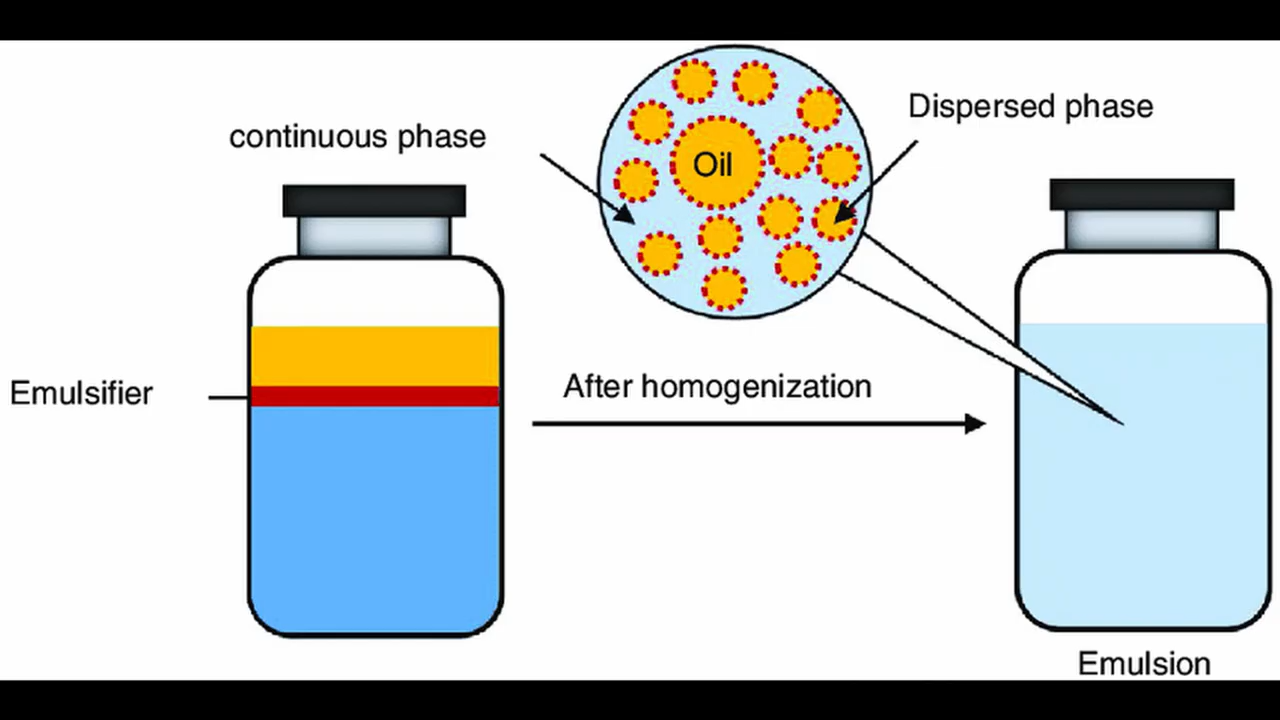 Dispersed phase
continuous phase
Oil
Emulsifier
After homogenization
Emulsion